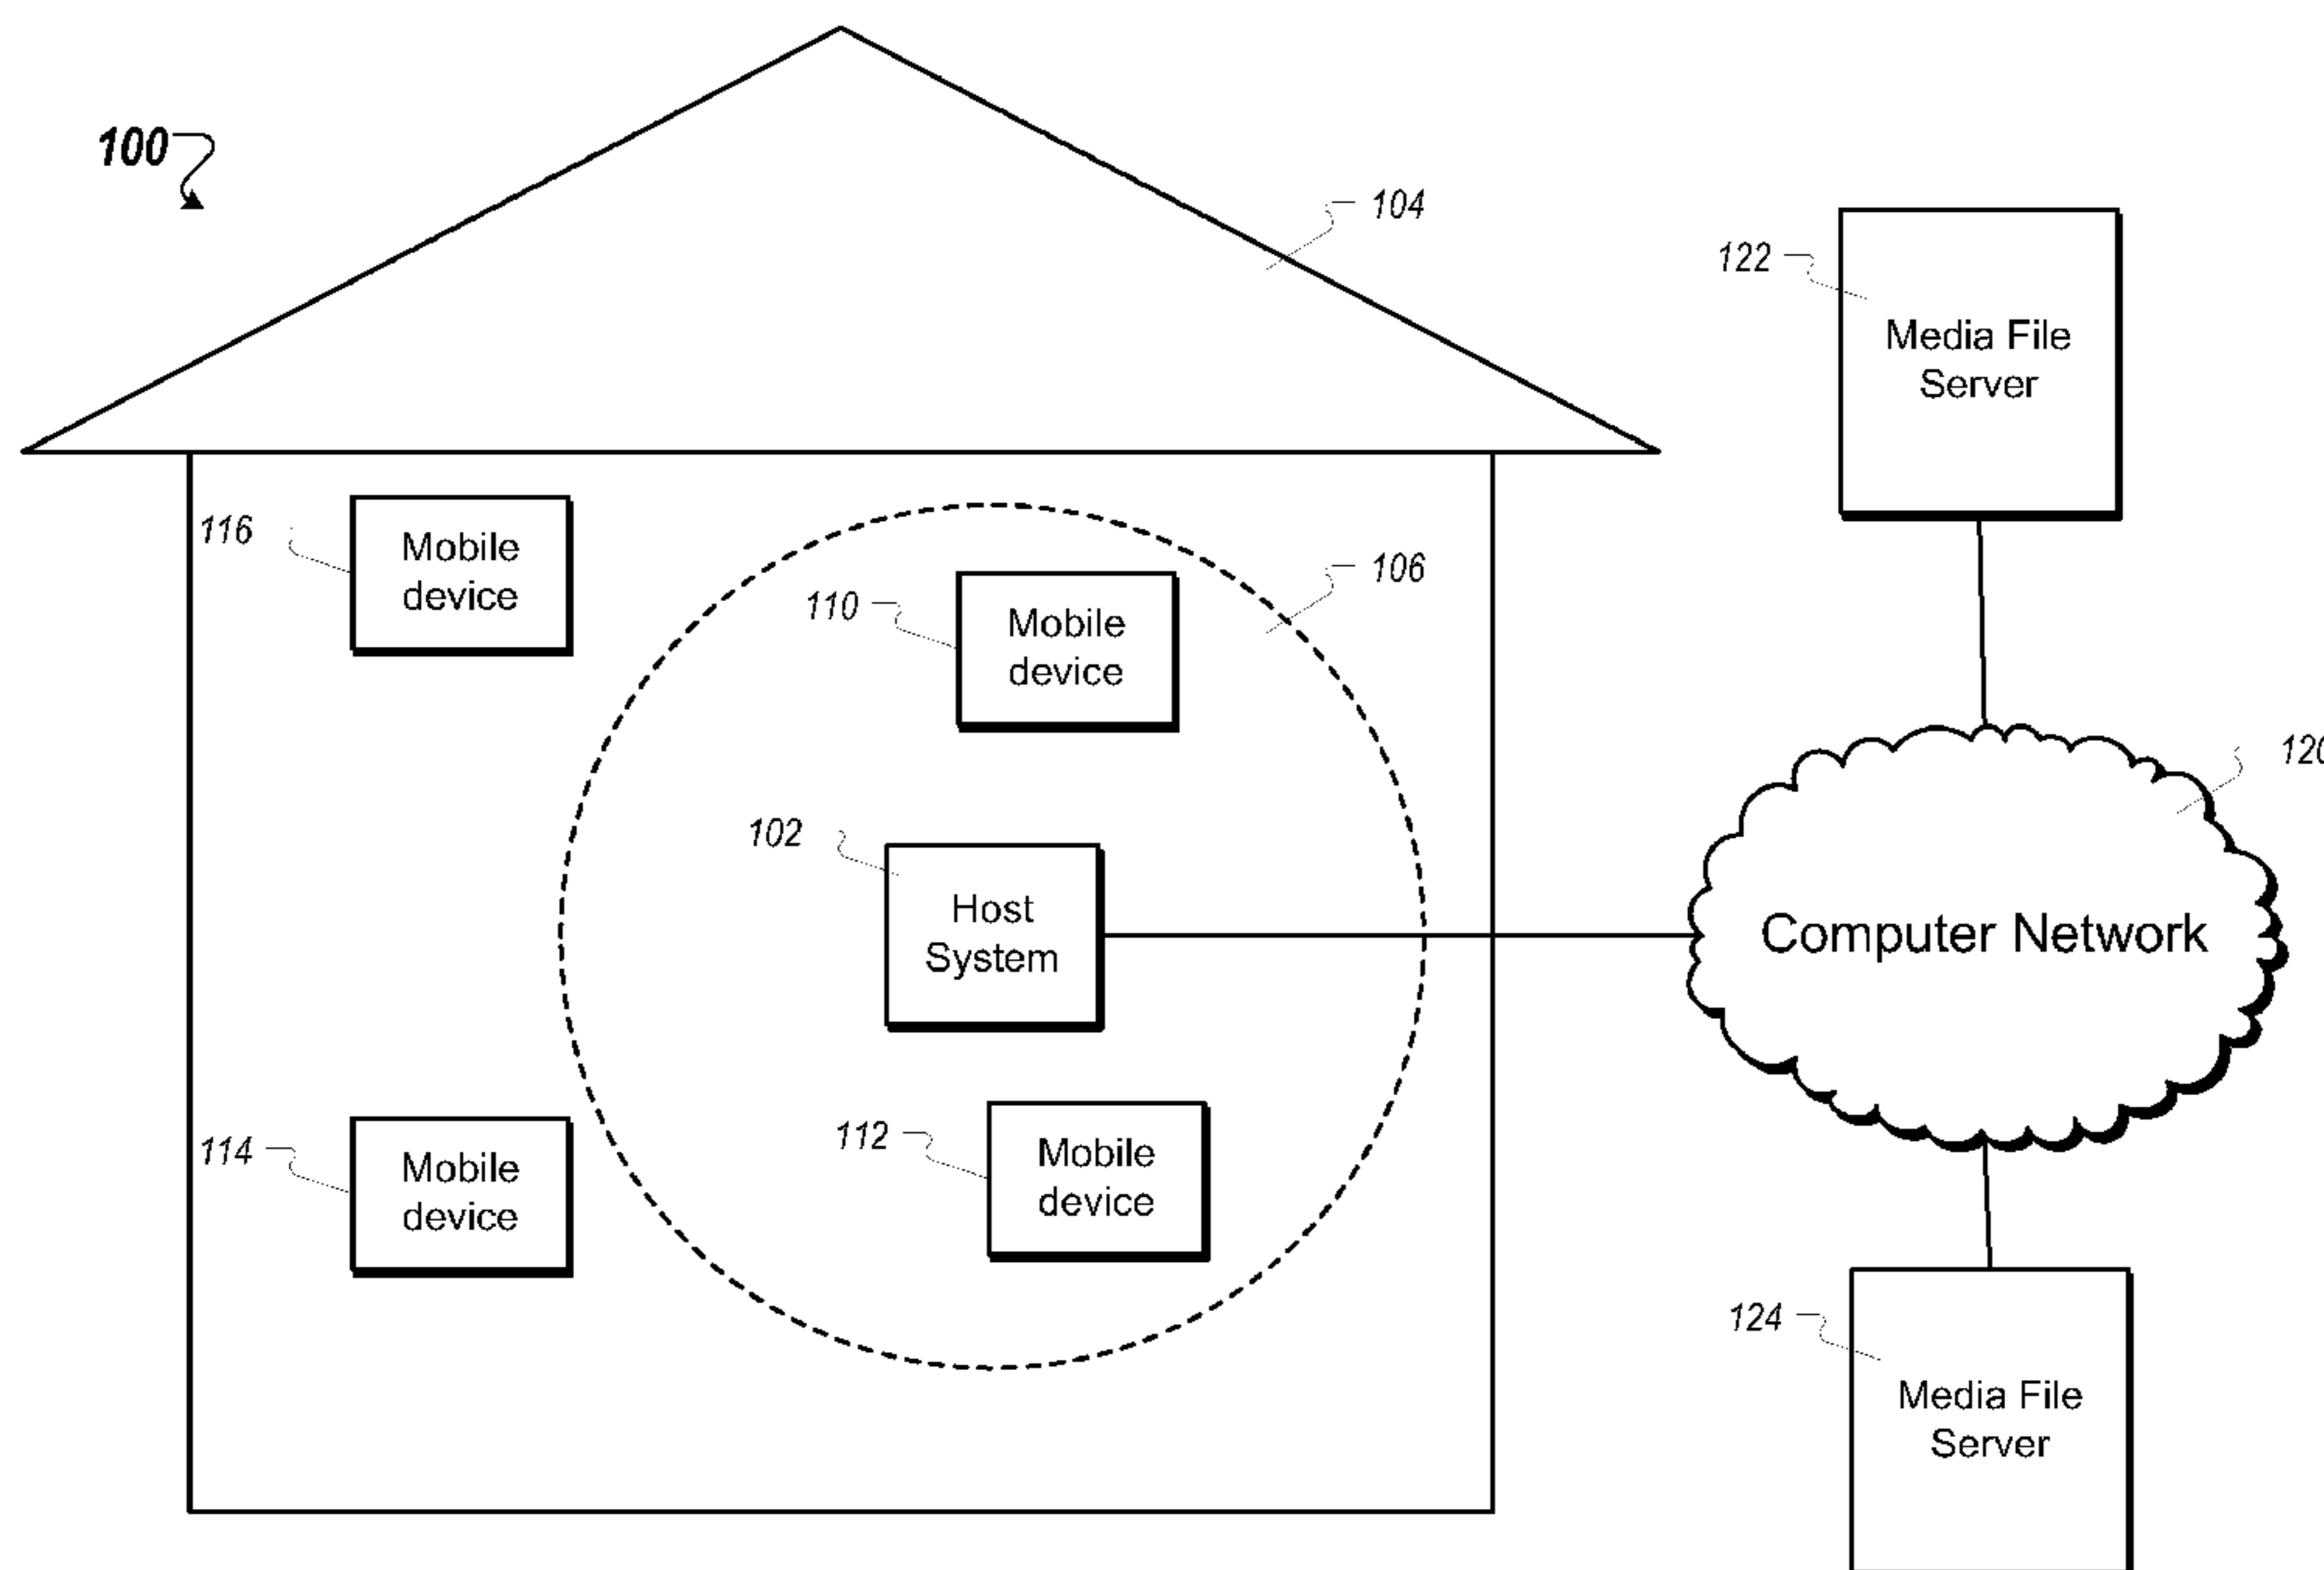 100
104
122
Media File
Server
116
Mobile
device
106
110
Mobile
device
120
102
Host
System
Computer Network
114
Mobile
device
112
Mobile
device
124
Media File
Server